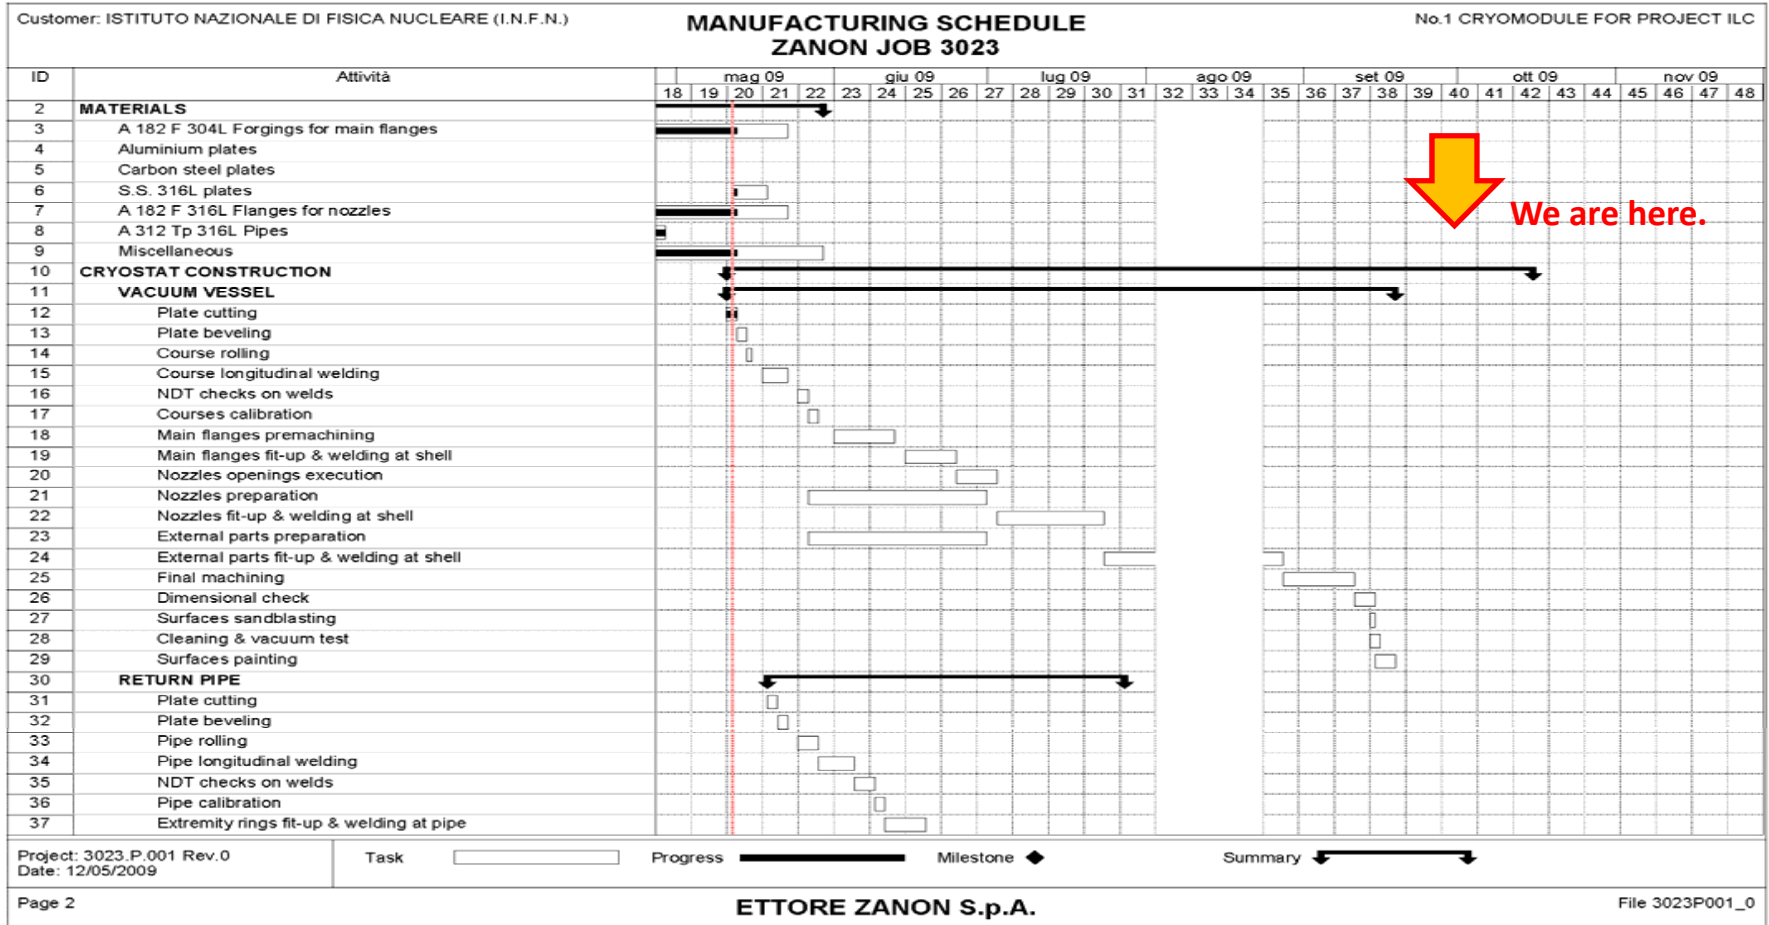 Customer: ISTITUTO NAZIONALE DI FISICA NUCLEARE (I.N.F.N.)
MANUFACTURING SCHEDULE
ZANON JOB 3023
No.1 CRYOMODULE FOR PROJECT ILC
ID Attività mag 09 giu 09 lug 09 ago 09 set 09 ott 09 nov 09
18 19 20 21 22 23 24 25 26 27 28 29 30 31 32 33 34 35 36 37 38 39 40 41 42 43 44 45 46 47 48
2 MATERIALS
3 A 182 F 304L Forgings for main flanges
4 Aluminium plates
5 Carbon steel plates
6 S.S. 316L plates
7 A 182 F 316L Flanges for nozzles
We are here.
8 A 312 Tp 316L Pipes
9 Miscellaneous
10 CRYOSTAT CONSTRUCTION
11 VACUUM VESSEL
12 Plate cutting
13 Plate beveling
14 Course rolling
15 Course longitudinal welding
16 NDT checks on welds
17 Courses calibration
18 Main flanges premachining
19 Main flanges fit-up & welding at shell
20 Nozzles openings execution
21 Nozzles preparation
22 Nozzles fit-up & welding at shell
23 External parts preparation
24 External parts fit-up & welding at shell
25 Final machining
26 Dimensional check
27 Surfaces sandblasting
28 Cleaning & vacuum test
29 Surfaces painting
30 RETURN PIPE
31 Plate cutting
32 Plate beveling
33 Pipe rolling
34 Pipe longitudinal welding
35 NDT checks on welds
36 Pipe calibration
37 Extremity rings fit-up & welding at pipe
Project: 3023.P.001 Rev.0
Date: 12/05/2009
Task Progress Milestone Summary
Page 2
ETTORE ZANON S.p.A.
File 3023P001_0